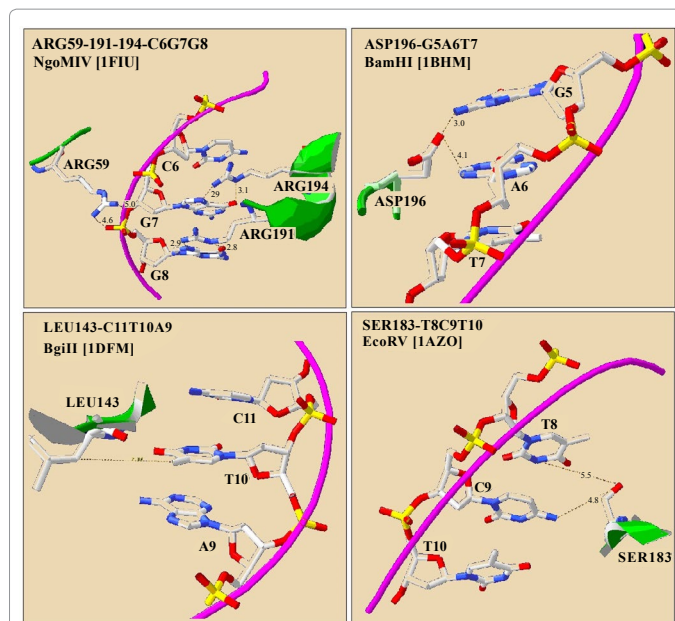 ARG59-191-194-C6G7G8
NgoMIV [1FIU]
C6
ARG59
5.0
4.6
G7
29
3.1
ARG194
ARG191
2.9
2.8
G8
ASP196-G5A6T7
BamHI [1BHM]
G5
3.0
4.1
ASP196
A6
T7
LEU143-C11T10A9
BgiII [1DFM]
LEU143
C11
T10
A9
SER183-T8C9T10
EcoRV [1AZO]
T8
C9
5.5
4.8
T10
SER183